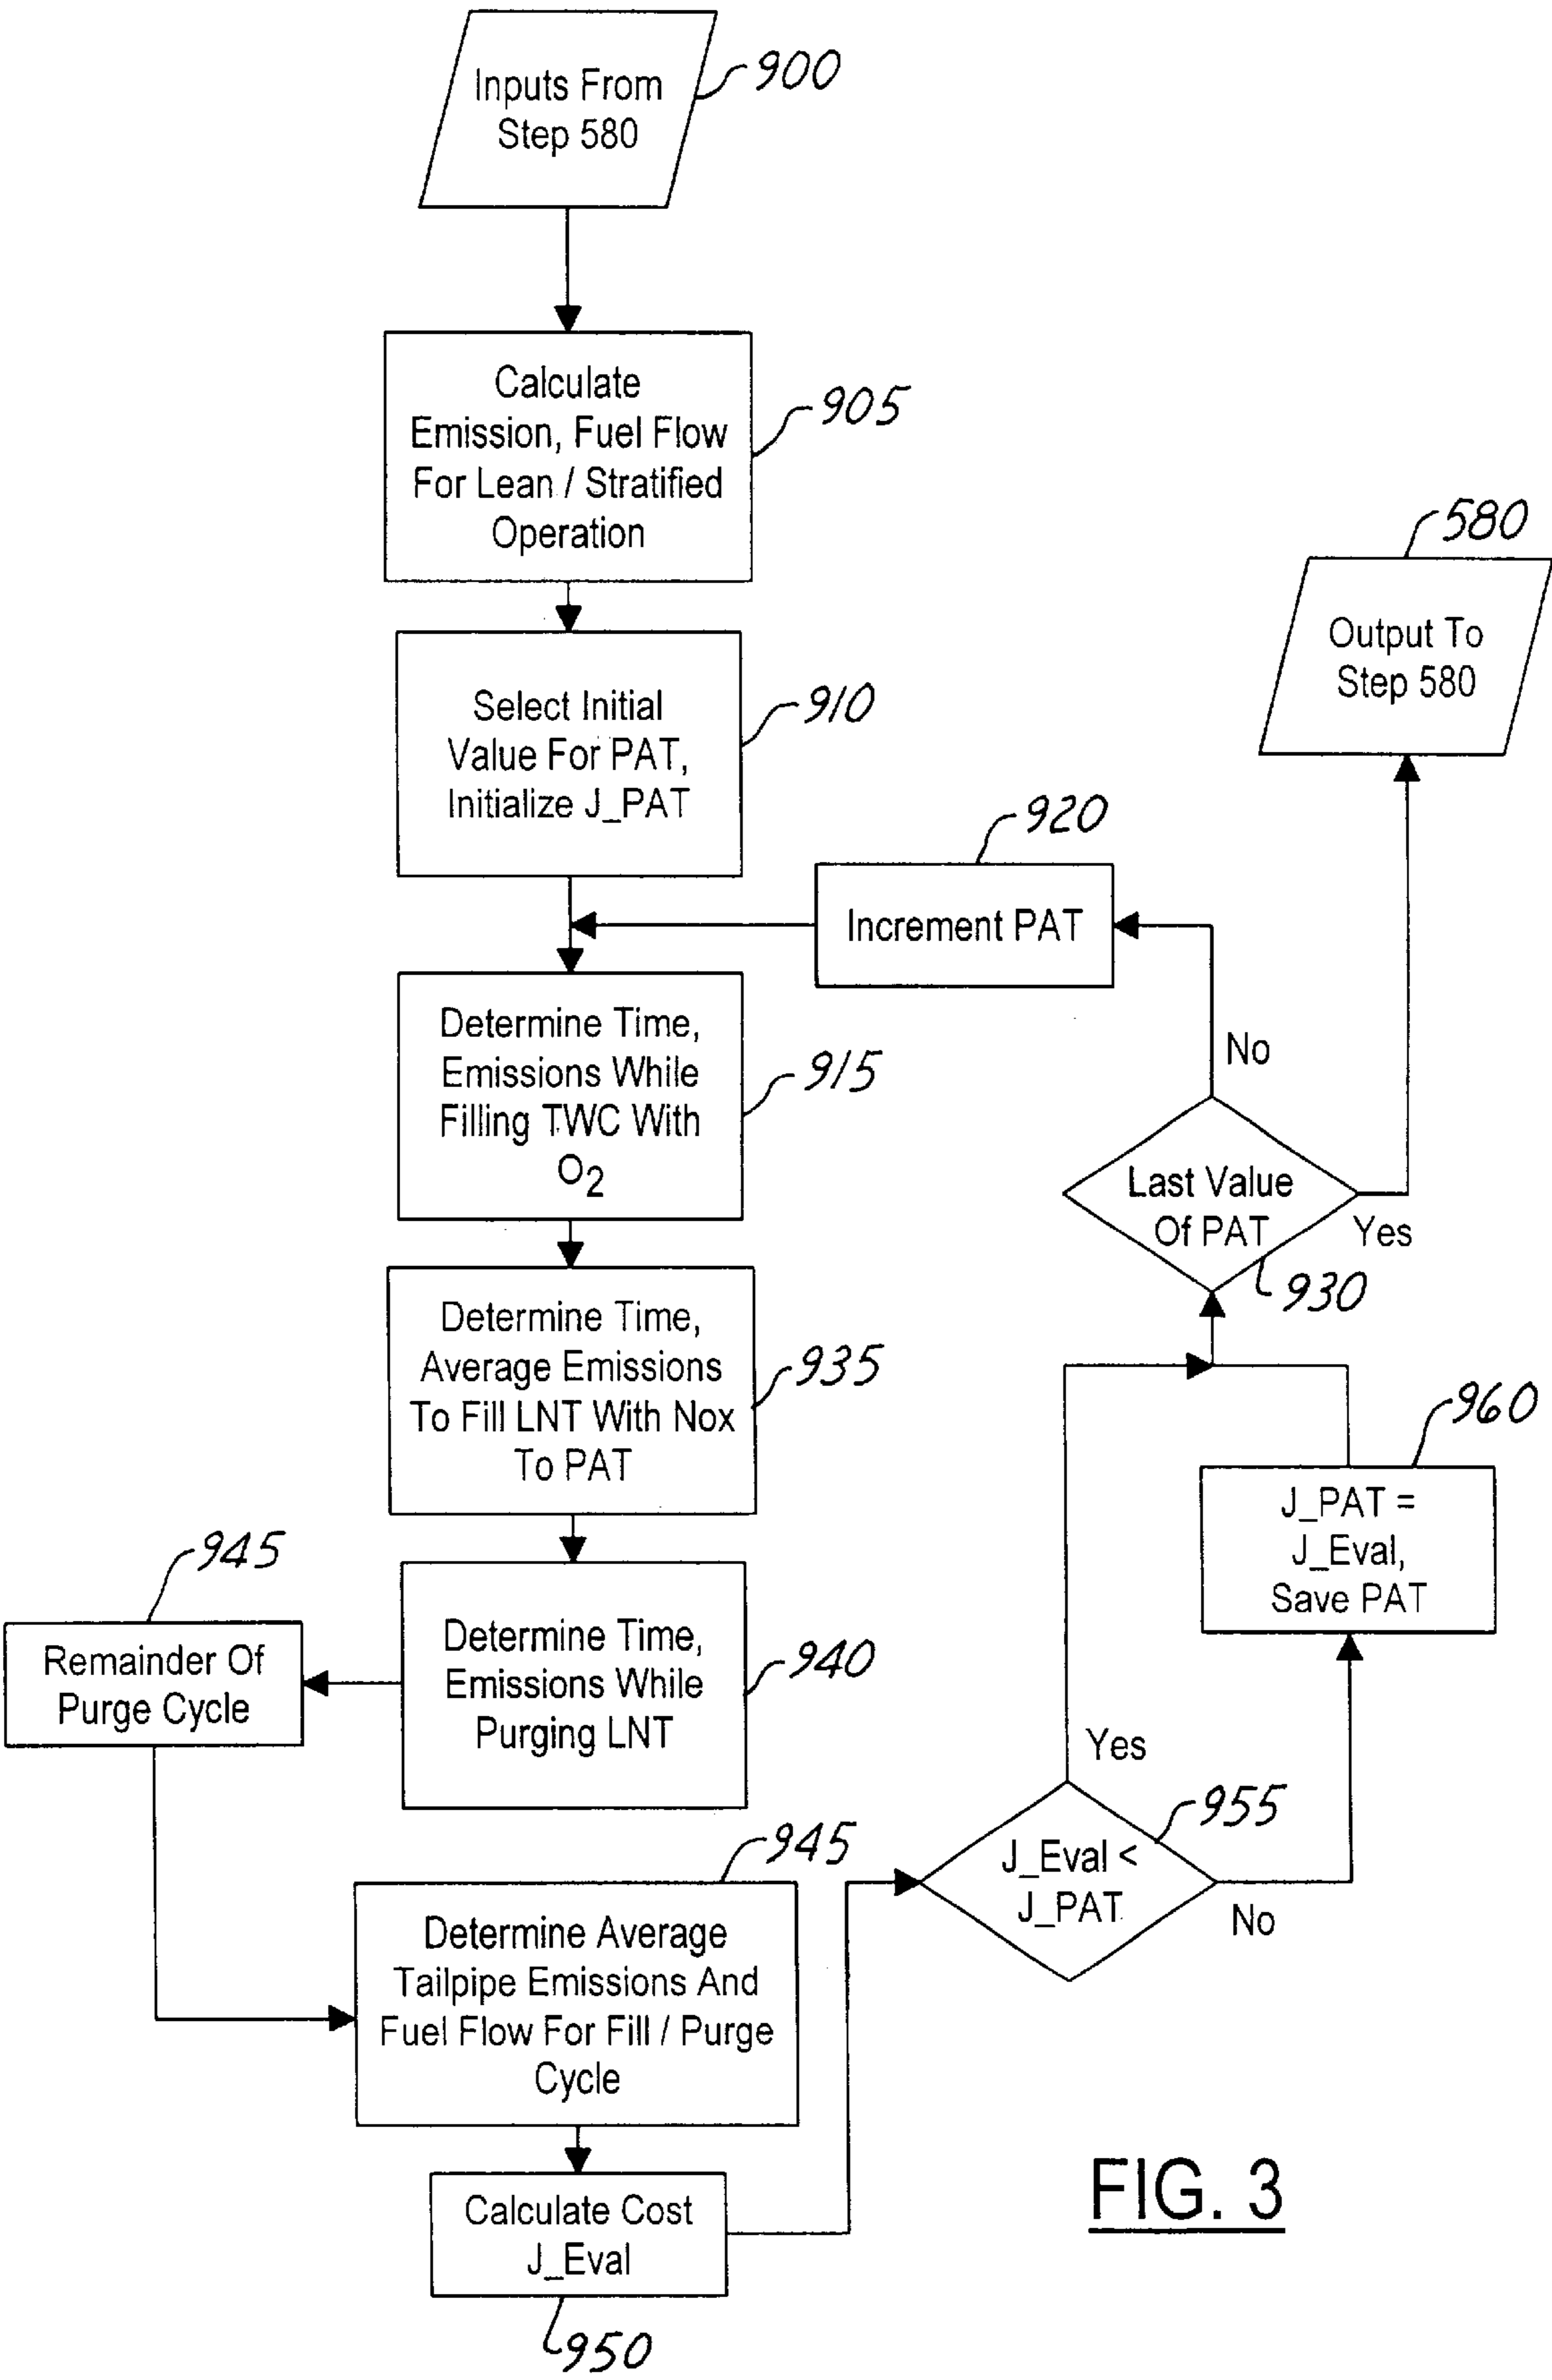 Inputs From
Step 580
900
Calculate
Emission, Fuel Flow
For Lean / Stratified
Operation
905
Select Initial
Value For PAT,
Initialize J_PAT
910
Determine Time,
Emissions While
Filling TWC With
O2
915
Determine Time,
Average Emissions
To Fill LNT With Nox
To PAT
935
Determine Time,
Emissions While
Purging LNT
940
945
Remainder Of
Purge Cycle
945
Determine Average
Tailpipe Emissions And
Fuel Flow For Fill / Purge
Cycle
Calculate Cost
J_Eval
950
955
J_Eval <
J_PAT
Yes
No
960
J_PAT =
J_Eval,
Save PAT
Last Value
Of PAT
930
No
Yes
920
Increment PAT
580
Output To
Step 580
FIG. 3